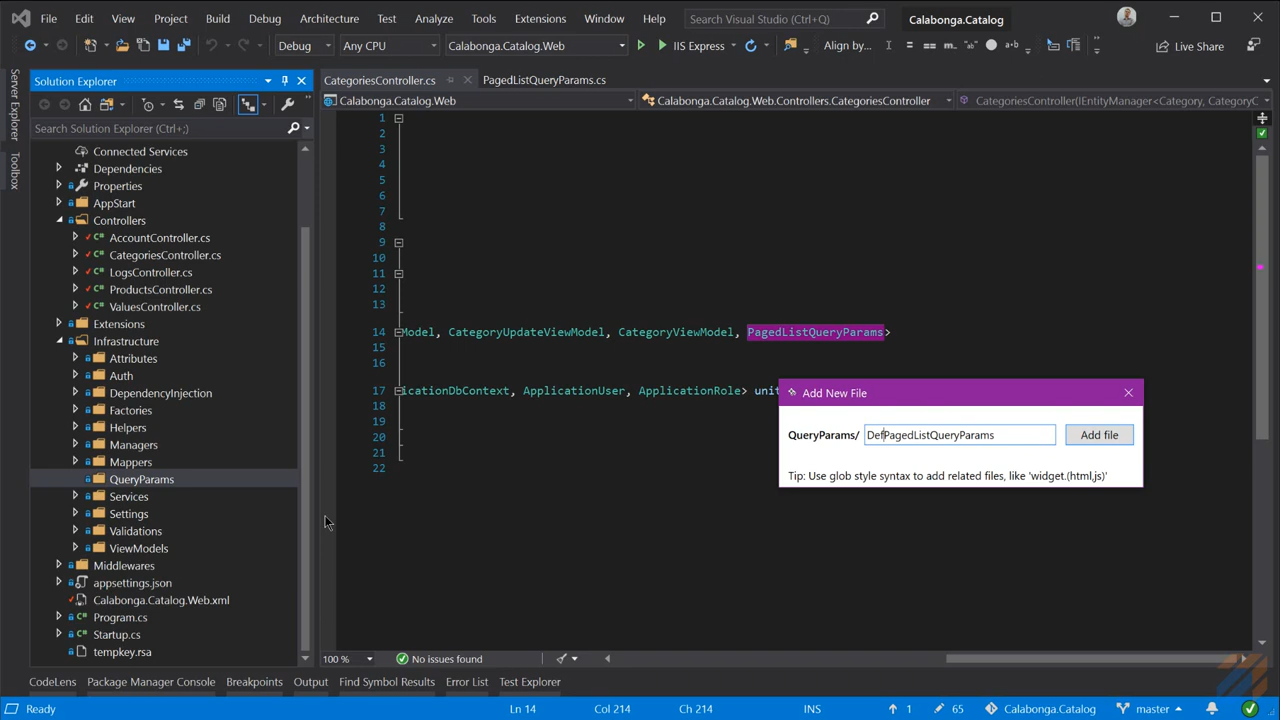 File Edit View Project Build Debug Architecture Test Analyze Tools Extensions Window Help Search Visual Studio (Ctrl+Q) Calabonga.Catalog
Debug Any CPU Calabonga.Catalog.Web IIS Express Align by... Live Share
Server Explorer
Toolbox
Solution Explorer
Search Solution Explorer (Ctrl+;)
Connected Services
Dependencies
Properties
AppStart
Controllers
AccountController.cs
CategoriesController.cs
LogsController.cs
ProductsController.cs
ValuesController.cs
Extensions
Infrastructure
Attributes
Auth
DependencyInjection
Factories
Helpers
Managers
Mappers
QueryParams
Services
Settings
Validations
ViewModels
Middlewares
appsettings.json
Calabonga.Catalog.Web.xml
Program.cs
Startup.cs
tempkey.rsa
CategoriesController.cs PagedListQueryParams.cs
Calabonga.Catalog.Web Calabonga.Catalog.Web.Controllers.CategoriesController CategoriesController(IEntityManager<Category, CategoryC
1
2
3
4
5
6
7
8
9
10
11
12
13
14 Model, CategoryUpdateViewModel, CategoryViewModel, PagedListQueryParams>
15
16
17 icationDbContext, ApplicationUser, ApplicationRole> unit
18
19
20
21
22
Add New File
QueryParams/ DefPagedListQueryParams Add file
Tip: Use glob style syntax to add related files, like 'widget.(html,js)'
100 % No issues found
CodeLens Package Manager Console Breakpoints Output Find Symbol Results Error List Test Explorer
Ready Ln 14 Col 214 Ch 214 INS 1 65 Calabonga.Catalog master